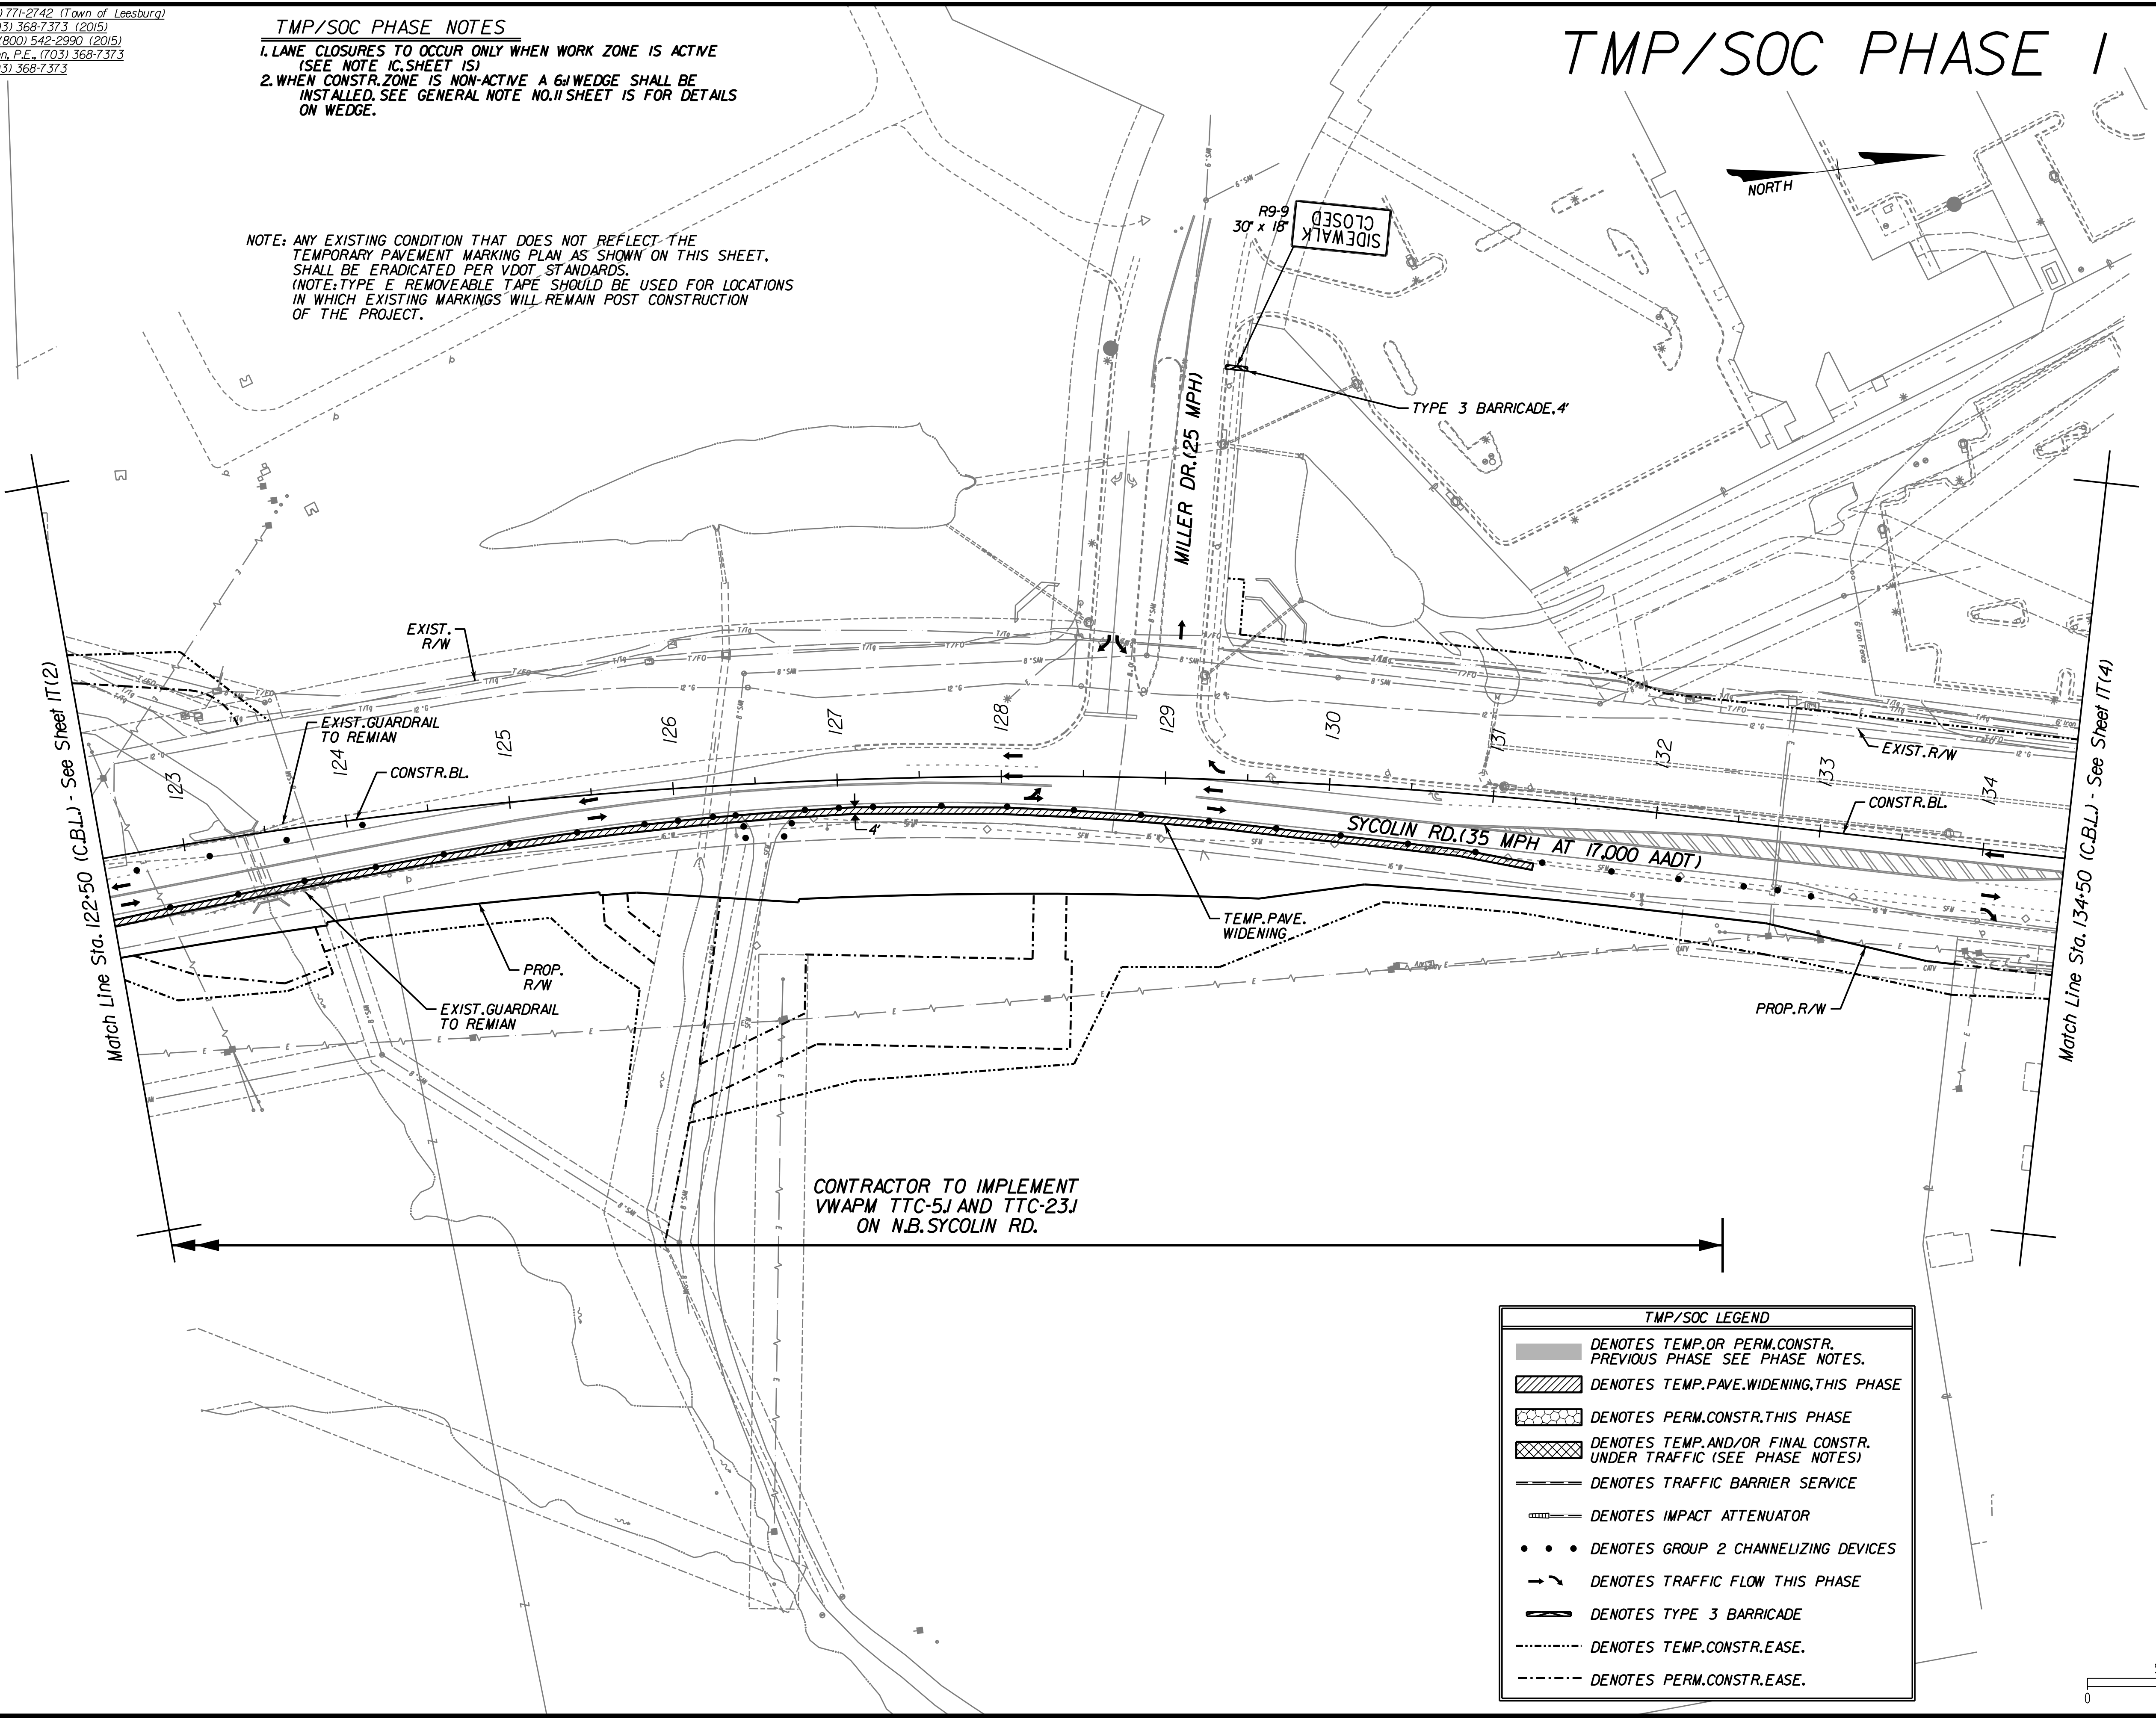 771-2742 (Town of Leesburg)
368-7373 (2015)
(800) 542-2990 (2015)
P.E., (703) 368-7373
368-7373
TMP/SOC PHASE NOTES
1. LANE CLOSURES TO OCCUR ONLY WHEN WORK ZONE IS ACTIVE
(SEE NOTE 1C. SHEET 1S)
2. WHEN CONSTR. ZONE IS NON-ACTIVE A 6:1 WEDGE SHALL BE
INSTALLED. SEE GENERAL NOTE NO. 11 SHEET 1S FOR DETAILS
ON WEDGE.
TMP/SOC PHASE 1
NORTH
NOTE: ANY EXISTING CONDITION THAT DOES NOT REFLECT THE
TEMPORARY PAVEMENT MARKING PLAN AS SHOWN ON THIS SHEET,
SHALL BE ERADICATED PER VDOT STANDARDS.
(NOTE: TYPE E REMOVEABLE TAPE SHOULD BE USED FOR LOCATIONS
IN WHICH EXISTING MARKINGS WILL REMAIN POST CONSTRUCTION
OF THE PROJECT.
R9-9
30" x 18"
SIDEWALK
CLOSED
TYPE 3 BARRICADE, 4'
MILLER DR. (25 MPH)
EXIST.
R/W
EXIST. GUARDRAIL
TO REMIAN
CONSTR. BL.
123
124
125
126
127
128
129
130
131
132
133
134
EXIST. R/W
CONSTR. BL.
4'
SYCOLIN RD. (35 MPH AT 17,000 AADT)
TEMP. PAVE.
WIDENING
PROP.
R/W
EXIST. GUARDRAIL
TO REMIAN
PROP. R/W
6' Iron Fence
Match Line Sta. 122+50 (C.B.L.) - See Sheet 1T(2)
Match Line Sta. 134+50 (C.B.L.) - See Sheet 1T(4)
CONTRACTOR TO IMPLEMENT
VWAPM TTC-5.1 AND TTC-23.1
ON N.B. SYCOLIN RD.
TMP/SOC LEGEND
DENOTES TEMP. OR PERM. CONSTR.
PREVIOUS PHASE SEE PHASE NOTES.
DENOTES TEMP. PAVE. WIDENING, THIS PHASE
DENOTES PERM. CONSTR. THIS PHASE
DENOTES TEMP. AND/OR FINAL CONSTR.
UNDER TRAFFIC (SEE PHASE NOTES)
DENOTES TRAFFIC BARRIER SERVICE
DENOTES IMPACT ATTENUATOR
DENOTES GROUP 2 CHANNELIZING DEVICES
DENOTES TRAFFIC FLOW THIS PHASE
DENOTES TYPE 3 BARRICADE
DENOTES TEMP. CONSTR. EASE.
DENOTES PERM. CONSTR. EASE.
0